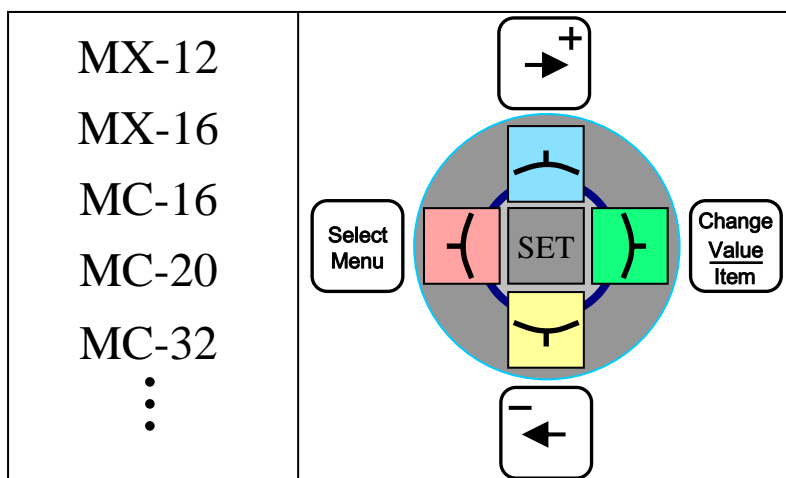 MX-12
MX-16
MC-16
MC-20
MC-32
+
Select
Menu
SET
Change
Value
Item
-